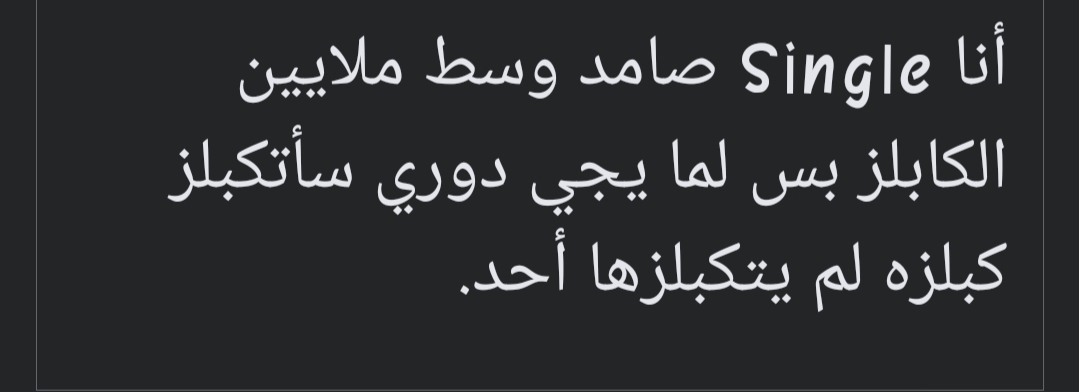 أنا Single صامد وسط ملايين
الكابلز بس لما يجي دوري سأتكبلز
كبلزه لم يتكبلزها أحد.